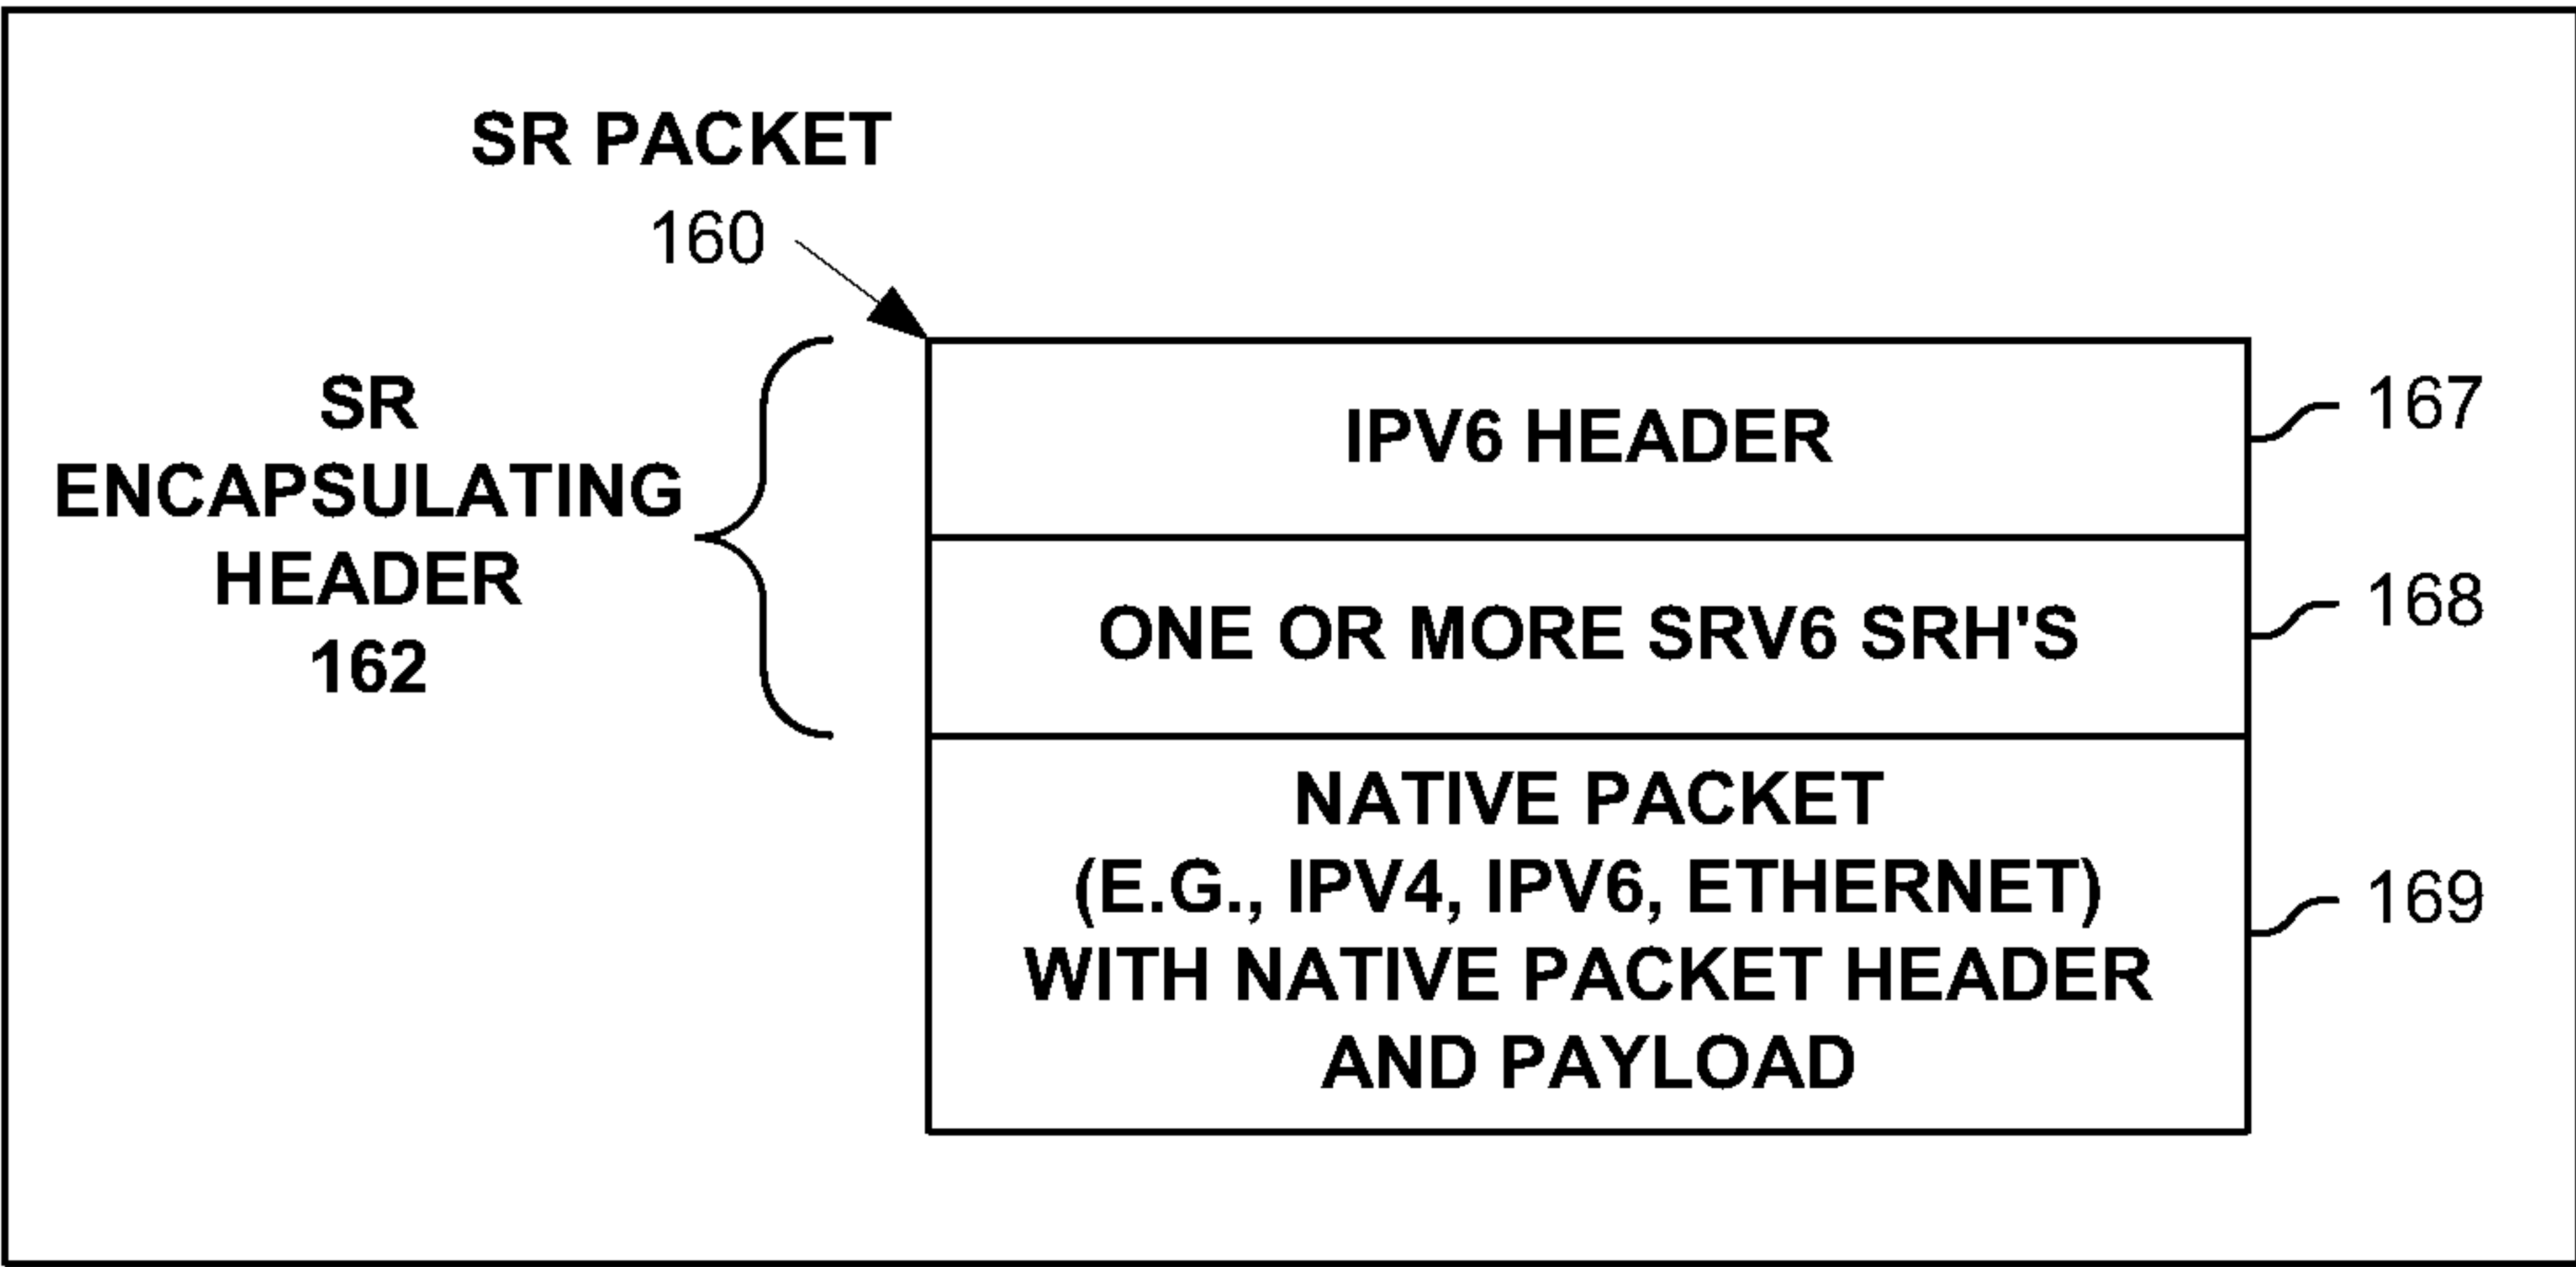 SR PACKET
160
SR
ENCAPSULATING
HEADER
162
IPV6 HEADER
167
ONE OR MORE SRV6 SRH'S
168
NATIVE PACKET
(E.G., IPV4, IPV6, ETHERNET)
WITH NATIVE PACKET HEADER
AND PAYLOAD
169